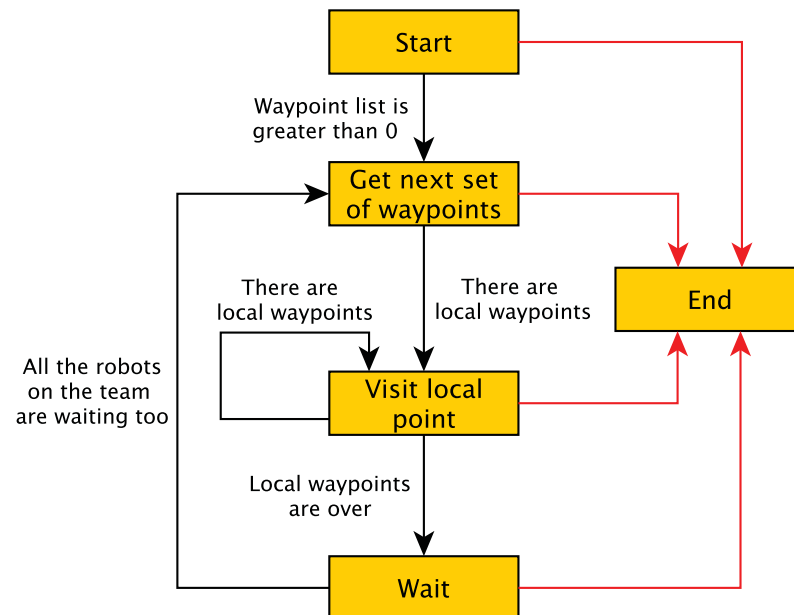 Start
Waypoint list is
greater than 0
Get next set
of waypoints
There are
local waypoints
There are
local waypoints
End
All the robots
on the team
are waiting too
Visit local
point
Local waypoints
are over
Wait